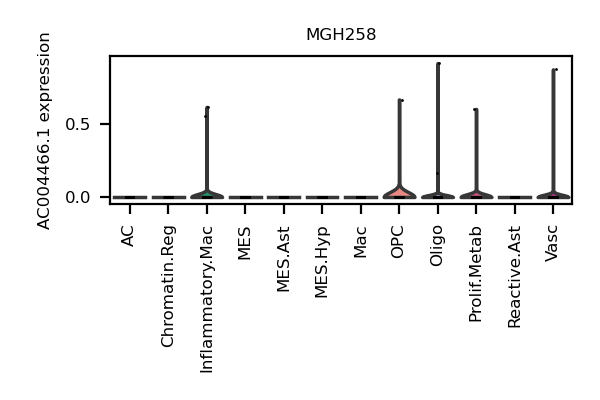 MGH258
AC004466.1 expression
0.5
0.0
AC
Chromatin.Reg
Inflammatory.Mac
MES
MES.Ast
MES.Hyp
Mac
OPC
Oligo
Prolif.Metab
Reactive.Ast
Vasc